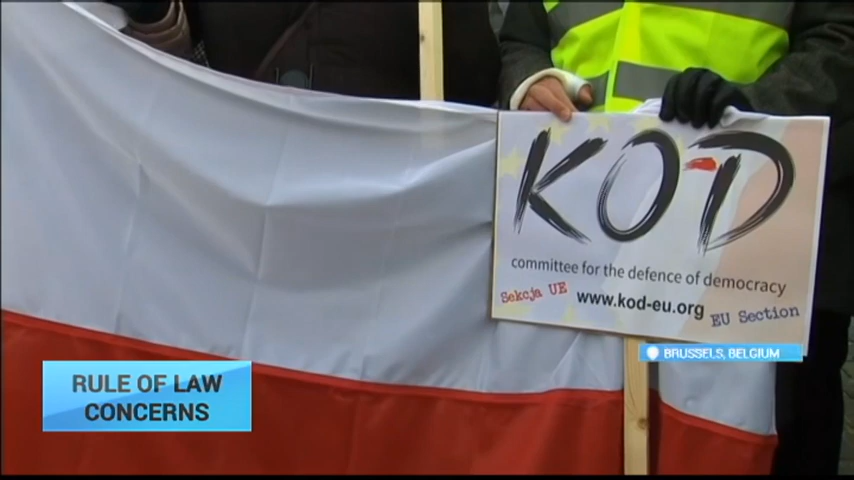 KOD
committee for the defence of democracy
Sekcja UE
www.kod-eu.org
EU Section
BRUSSELS, BELGIUM
RULE OF LAW
CONCERNS